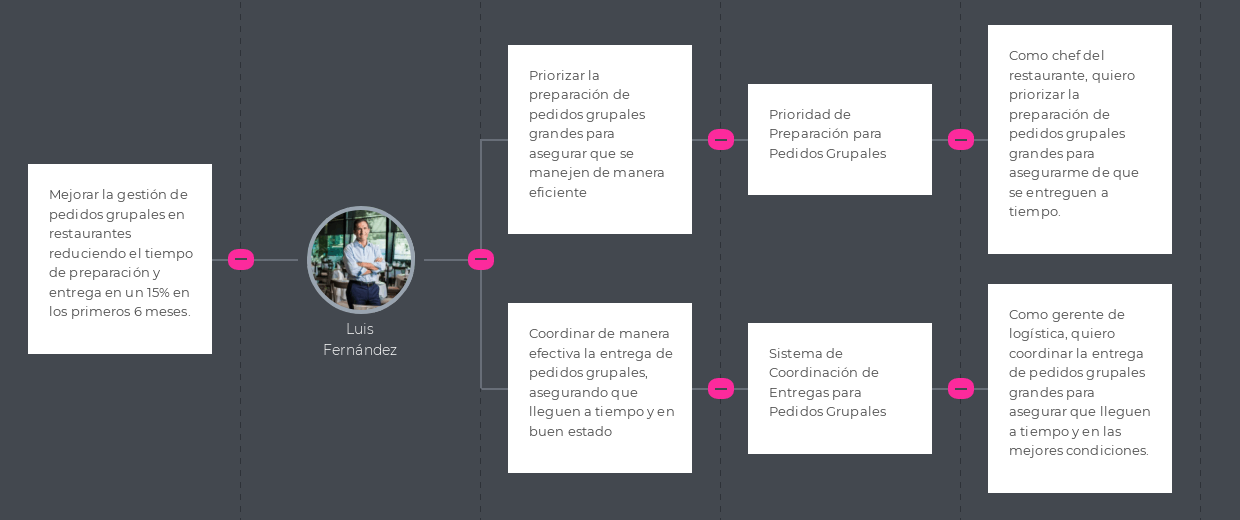 Mejorar la gestión de
pedidos grupales en
restaurantes
reduciendo el tiempo
de preparación y
entrega en un 15% en
los primeros 6 meses.
Luis
Fernández
Priorizar la
preparación de
pedidos grupales
grandes para
asegurar que se
manejen de manera
eficiente
Prioridad de
Preparación para
Pedidos Grupales
Como chef del
restaurante, quiero
priorizar la
preparación de
pedidos grupales
grandes para
asegurarme de que
se entreguen a
tiempo.
Coordinar de manera
efectiva la entrega de
pedidos grupales,
asegurando que
lleguen a tiempo y en
buen estado
Sistema de
Coordinación de
Entregas para
Pedidos Grupales
Como gerente de
logística, quiero
coordinar la entrega
de pedidos grupales
grandes para
asegurar que lleguen
a tiempo y en las
mejores condiciones.